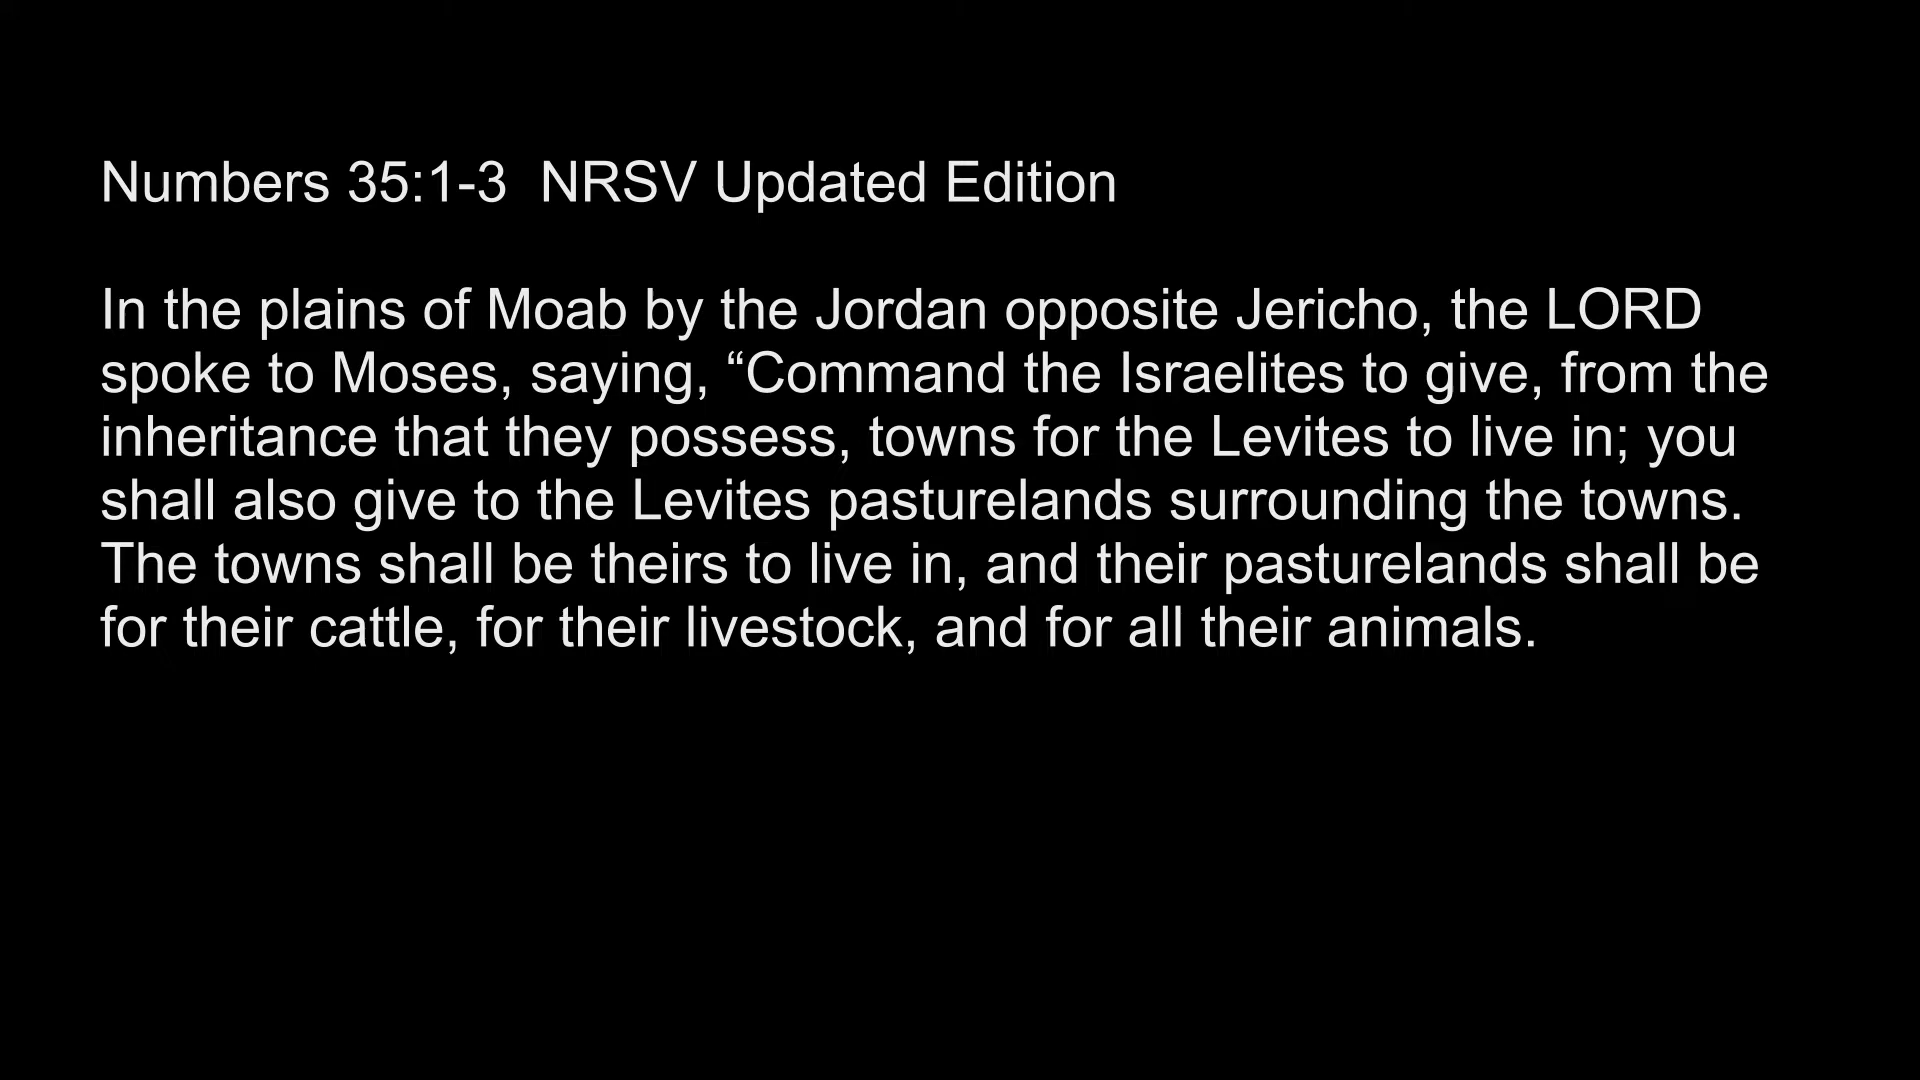 Numbers 35:1-3  NRSV Updated Edition
In the plains of Moab by the Jordan opposite Jericho, the LORD
spoke to Moses, saying, “Command the Israelites to give, from the
inheritance that they possess, towns for the Levites to live in; you
shall also give to the Levites pasturelands surrounding the towns.
The towns shall be theirs to live in, and their pasturelands shall be
for their cattle, for their livestock, and for all their animals.